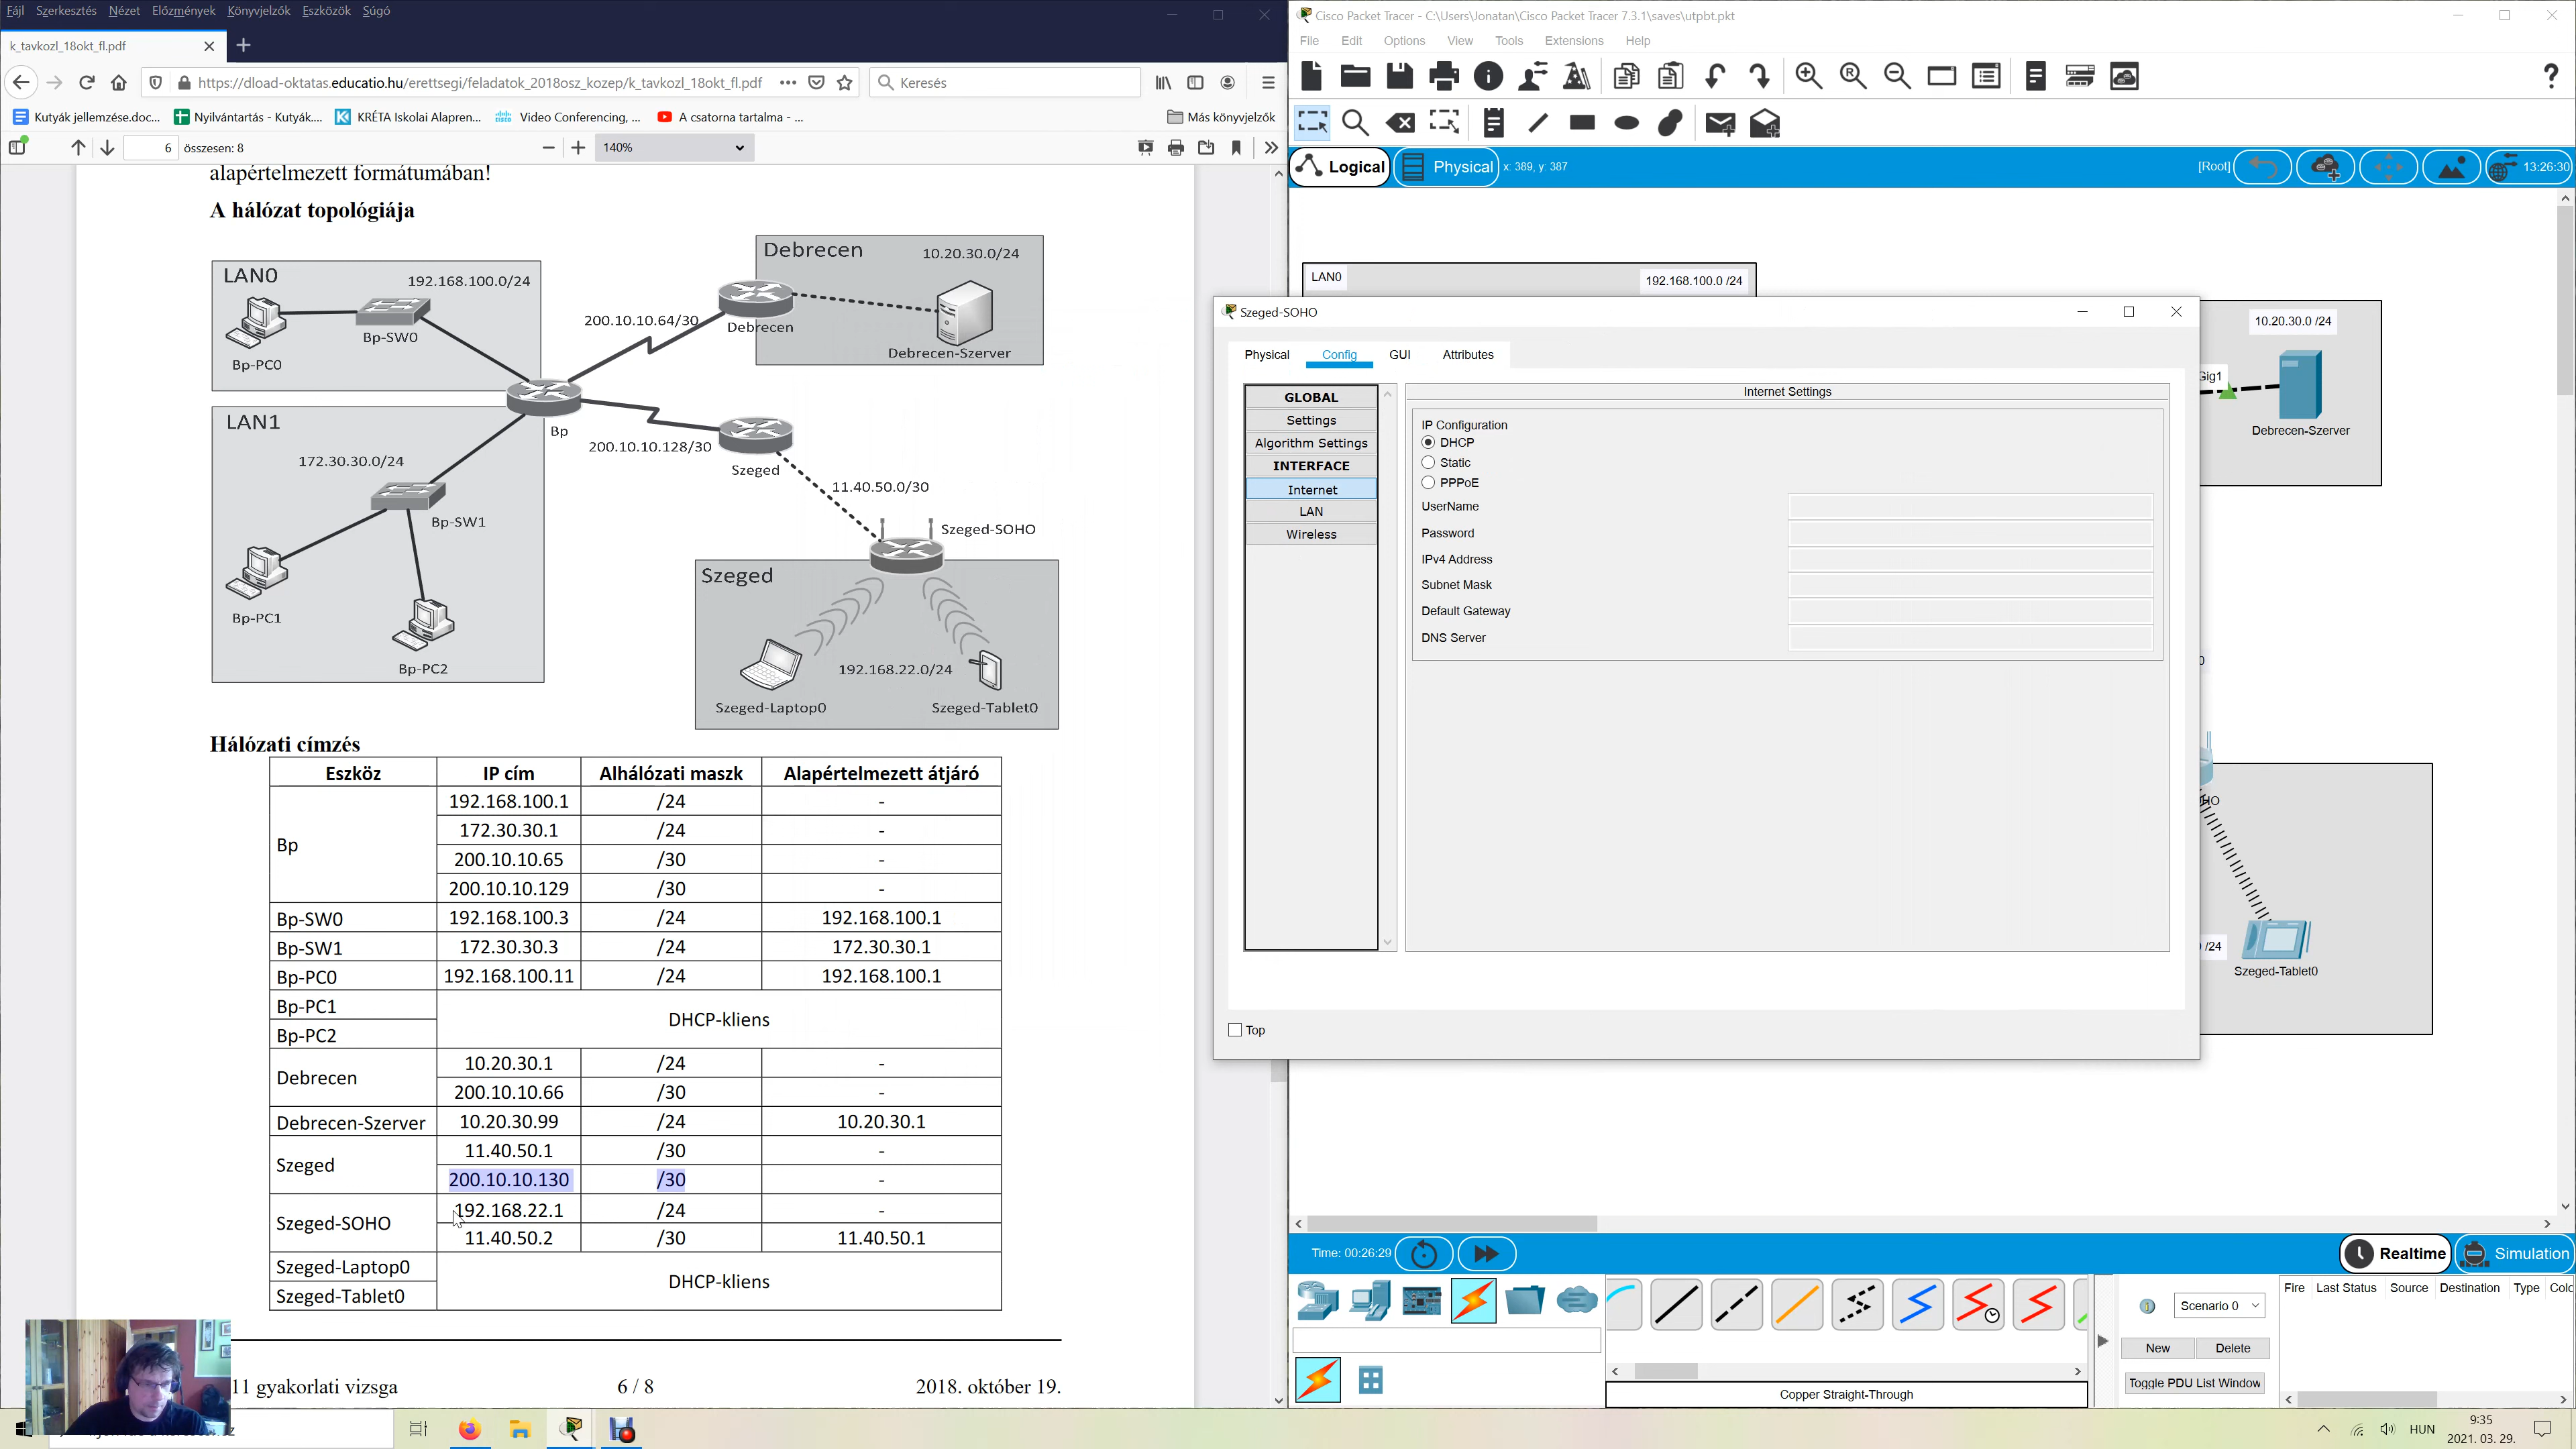 Fájl Szerkesztés Nézet Előzmények Könyvjelzők Eszközök Súgó
k_tavkozl_18okt_fl.pdf
https://dload-oktatas.educatio.hu/erettsegi/feladatok_2018osz_kozep/k_tavkozl_18okt_fl.pdf
Keresés
Kutyák jellemzése.doc... Nyilvántartás - Kutyák.... KRÉTA Iskolai Alapren... Video Conferencing, ... A csatorna tartalma - ... Más könyvjelzők
6 összesen: 8 140%
alapértelmezett formátumában!
A hálózat topológiája
LAN0 192.168.100.0/24
Bp-PC0
Bp-SW0
Debrecen 10.20.30.0/24
200.10.10.64/30
Debrecen
Debrecen-Szerver
LAN1
Bp
172.30.30.0/24
200.10.10.128/30
Szeged
11.40.50.0/30
Bp-SW1
Szeged-SOHO
Bp-PC1
Bp-PC2
Szeged
192.168.22.0/24
Szeged-Laptop0
Szeged-Tablet0
Hálózati címzés
Eszköz IP cím Alhálózati maszk Alapértelmezett átjáró
Bp 192.168.100.1 /24 -
172.30.30.1 /24 -
200.10.10.65 /30 -
200.10.10.129 /30 -
Bp-SW0 192.168.100.3 /24 192.168.100.1
Bp-SW1 172.30.30.3 /24 172.30.30.1
Bp-PC0 192.168.100.11 /24 192.168.100.1
Bp-PC1 DHCP-kliens
Bp-PC2
Debrecen 10.20.30.1 /24 -
200.10.10.66 /30 -
Debrecen-Szerver 10.20.30.99 /24 10.20.30.1
Szeged 11.40.50.1 /30 -
200.10.10.130 /30 -
Szeged-SOHO 192.168.22.1 /24 -
11.40.50.2 /30 11.40.50.1
Szeged-Laptop0 DHCP-kliens
Szeged-Tablet0
11 gyakorlati vizsga 6 / 8 2018. október 19.
Cisco Packet Tracer - C:\Users\Jonatan\Cisco Packet Tracer 7.3.1\saves\utpbt.pkt
File Edit Options View Tools Extensions Help
Logical Physical x: 389, y: 387 [Root] 13:26:30
LAN0 192.168.100.0 /24
10.20.30.0 /24
Gig1
Debrecen-Szerver
/24
Szeged-Tablet0
Szeged-SOHO
Physical Config GUI Attributes
GLOBAL
Settings
Algorithm Settings
INTERFACE
Internet
LAN
Wireless
Internet Settings
IP Configuration
DHCP
Static
PPPoE
UserName
Password
IPv4 Address
Subnet Mask
Default Gateway
DNS Server
Top
Time: 00:26:29 Realtime Simulation
Scenario 0
New Delete
Toggle PDU List Window
Fire Last Status Source Destination Type
Copper Straight-Through
HUN
9:35
2021. 03. 29.